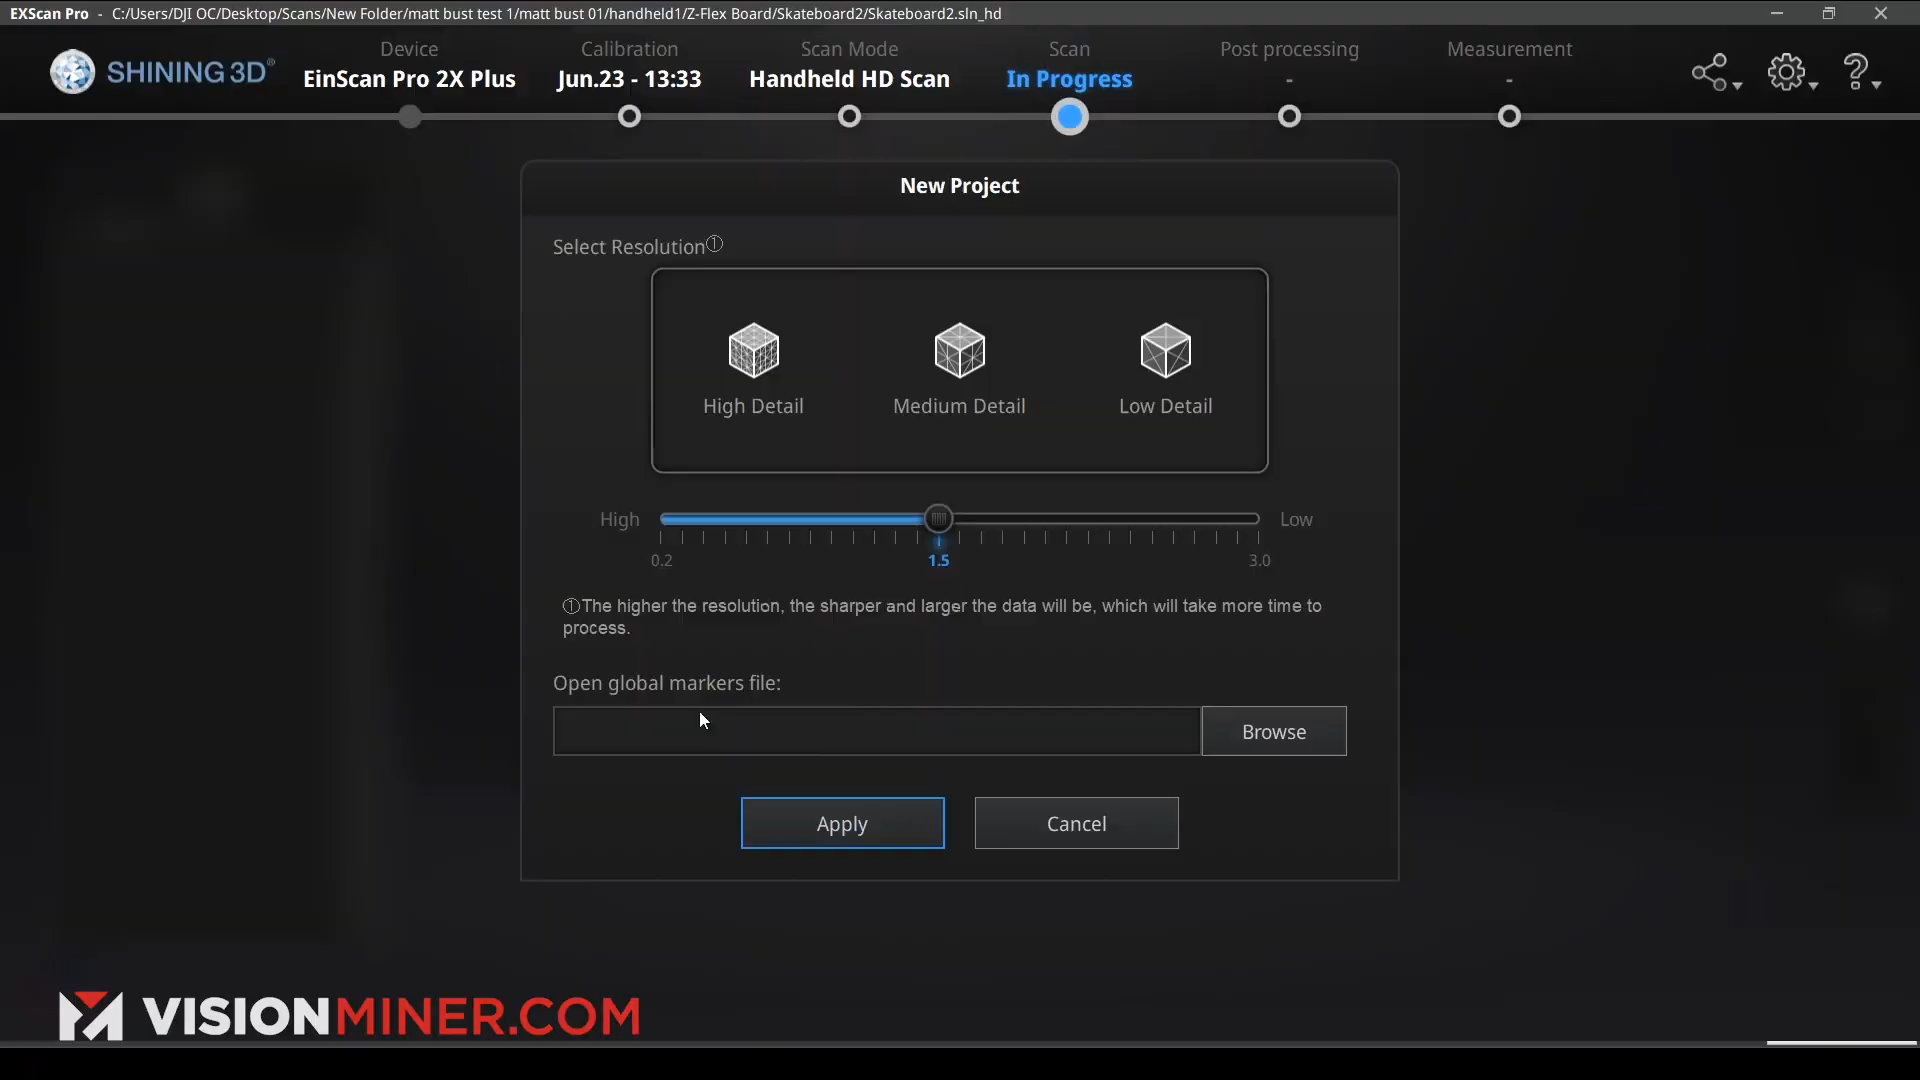 EXScan Pro - C:/Users/DJI OC/Desktop/Scans/New Folder/matt bust test 1/matt bust 01/handheld1/Z-Flex Board/Skateboard2/Skateboard2.sln_hd
SHINING 3D®
Device
EinScan Pro 2X Plus
Calibration
Jun.23 - 13:33
Scan Mode
Handheld HD Scan
Scan
In Progress
Post processing
-
Measurement
-
New Project
Select Resolution①
High Detail
Medium Detail
Low Detail
High
Low
0.2
1.5
3.0
①The higher the resolution, the sharper and larger the data will be, which will take more time to
process.
Open global markers file:
Browse
Apply
Cancel
VISIONMINER.COM